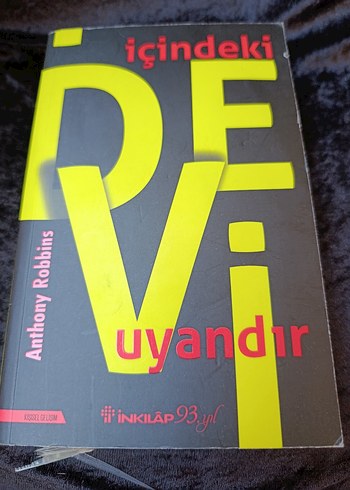 içindeki
DEVi
uyandır
Anthony Robbins
KİŞİSEL GELİŞİM
İNKILÂP 93.yıl